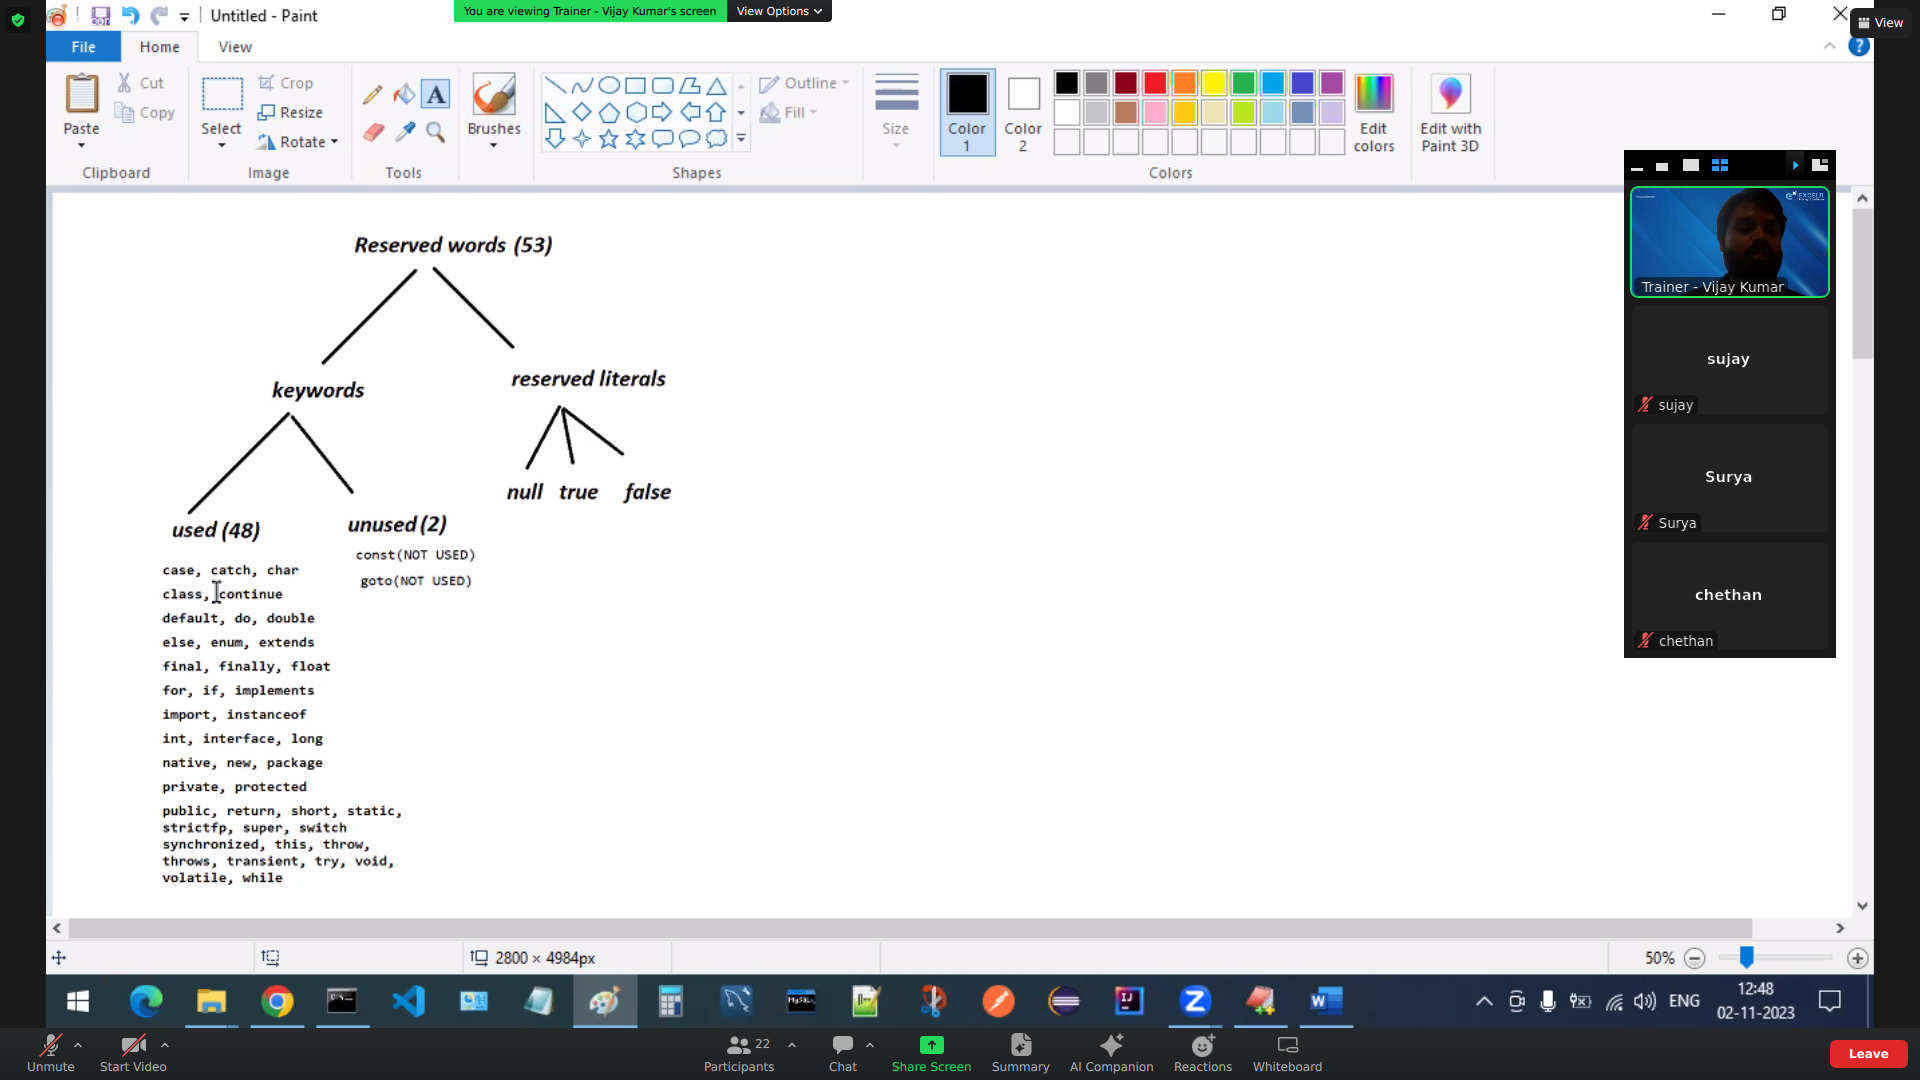 Untitled - Paint
You are viewing Trainer - Vijay Kumar's screen
View Options
View
File
Home
View
Paste
Cut
Copy
Clipboard
Select
Crop
Resize
Rotate
Image
A
Tools
Brushes
Shapes
Outline
Fill
Size
Color 1
Color 2
Edit colors
Colors
Edit with Paint 3D
Reserved words (53)
keywords
reserved literals
null true false
used (48)
unused (2)
const(NOT USED)
goto(NOT USED)
case, catch, char
class, continue
default, do, double
else, enum, extends
final, finally, float
for, if, implements
import, instanceof
int, interface, long
native, new, package
private, protected
public, return, short, static,
strictfp, super, switch
synchronized, this, throw,
throws, transient, try, void,
volatile, while
EXCELR
Trainer - Vijay Kumar
sujay
sujay
Surya
Surya
chethan
chethan
2800 × 4984px
50%
ENG
12:48
02-11-2023
Unmute
Start Video
Participants
22
Chat
Share Screen
Summary
AI Companion
Reactions
Whiteboard
Leave